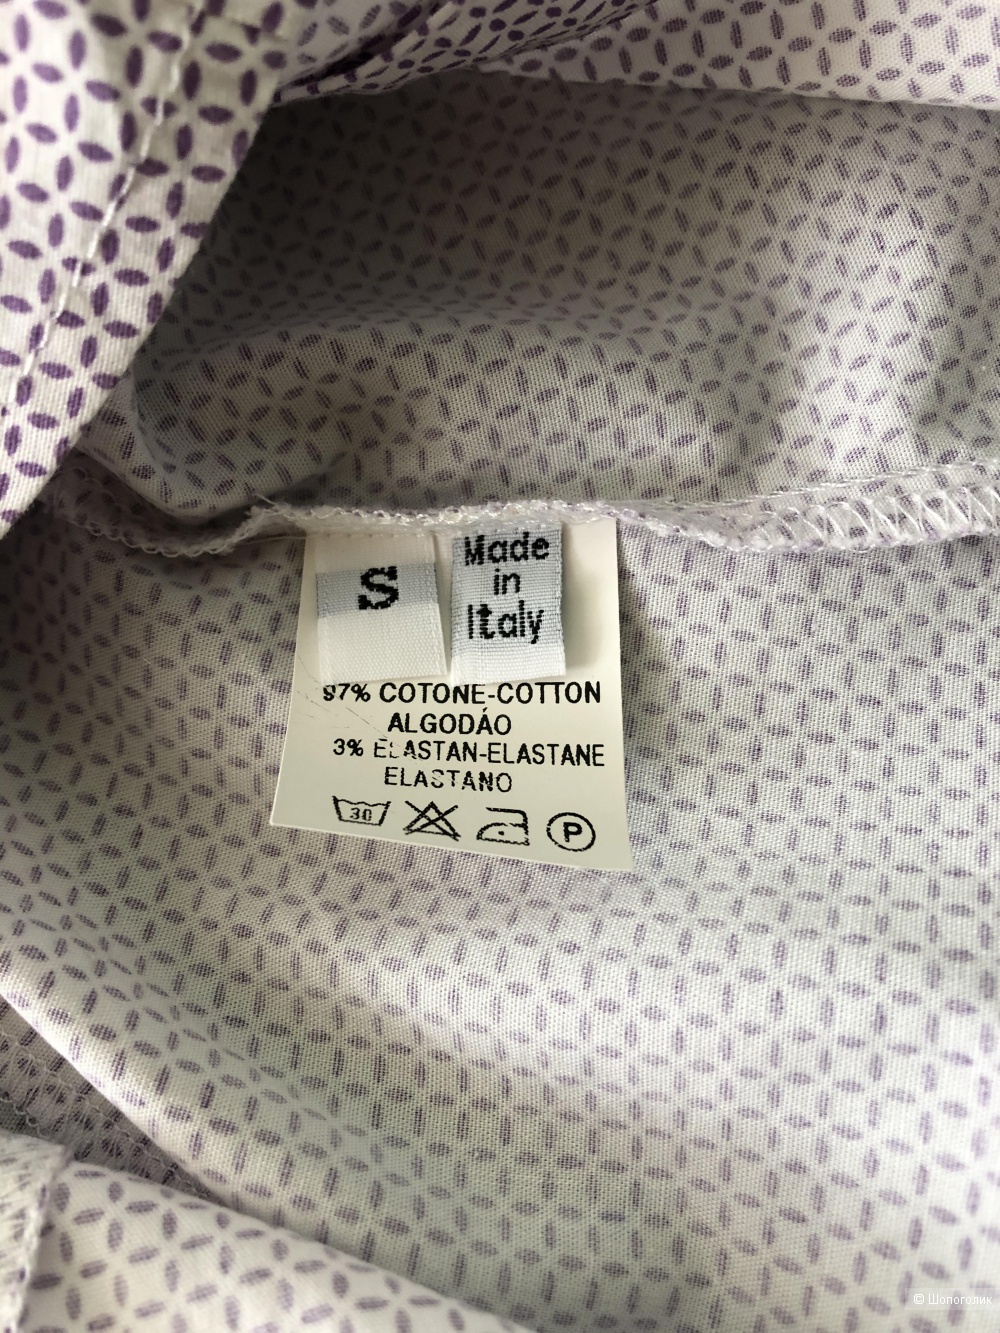 S
Made
in
Italy
97% COTONE-COTTON
ALGODÁO
3% ELASTAN-ELASTANE
ELASTANO
30
P
© Шопоголик